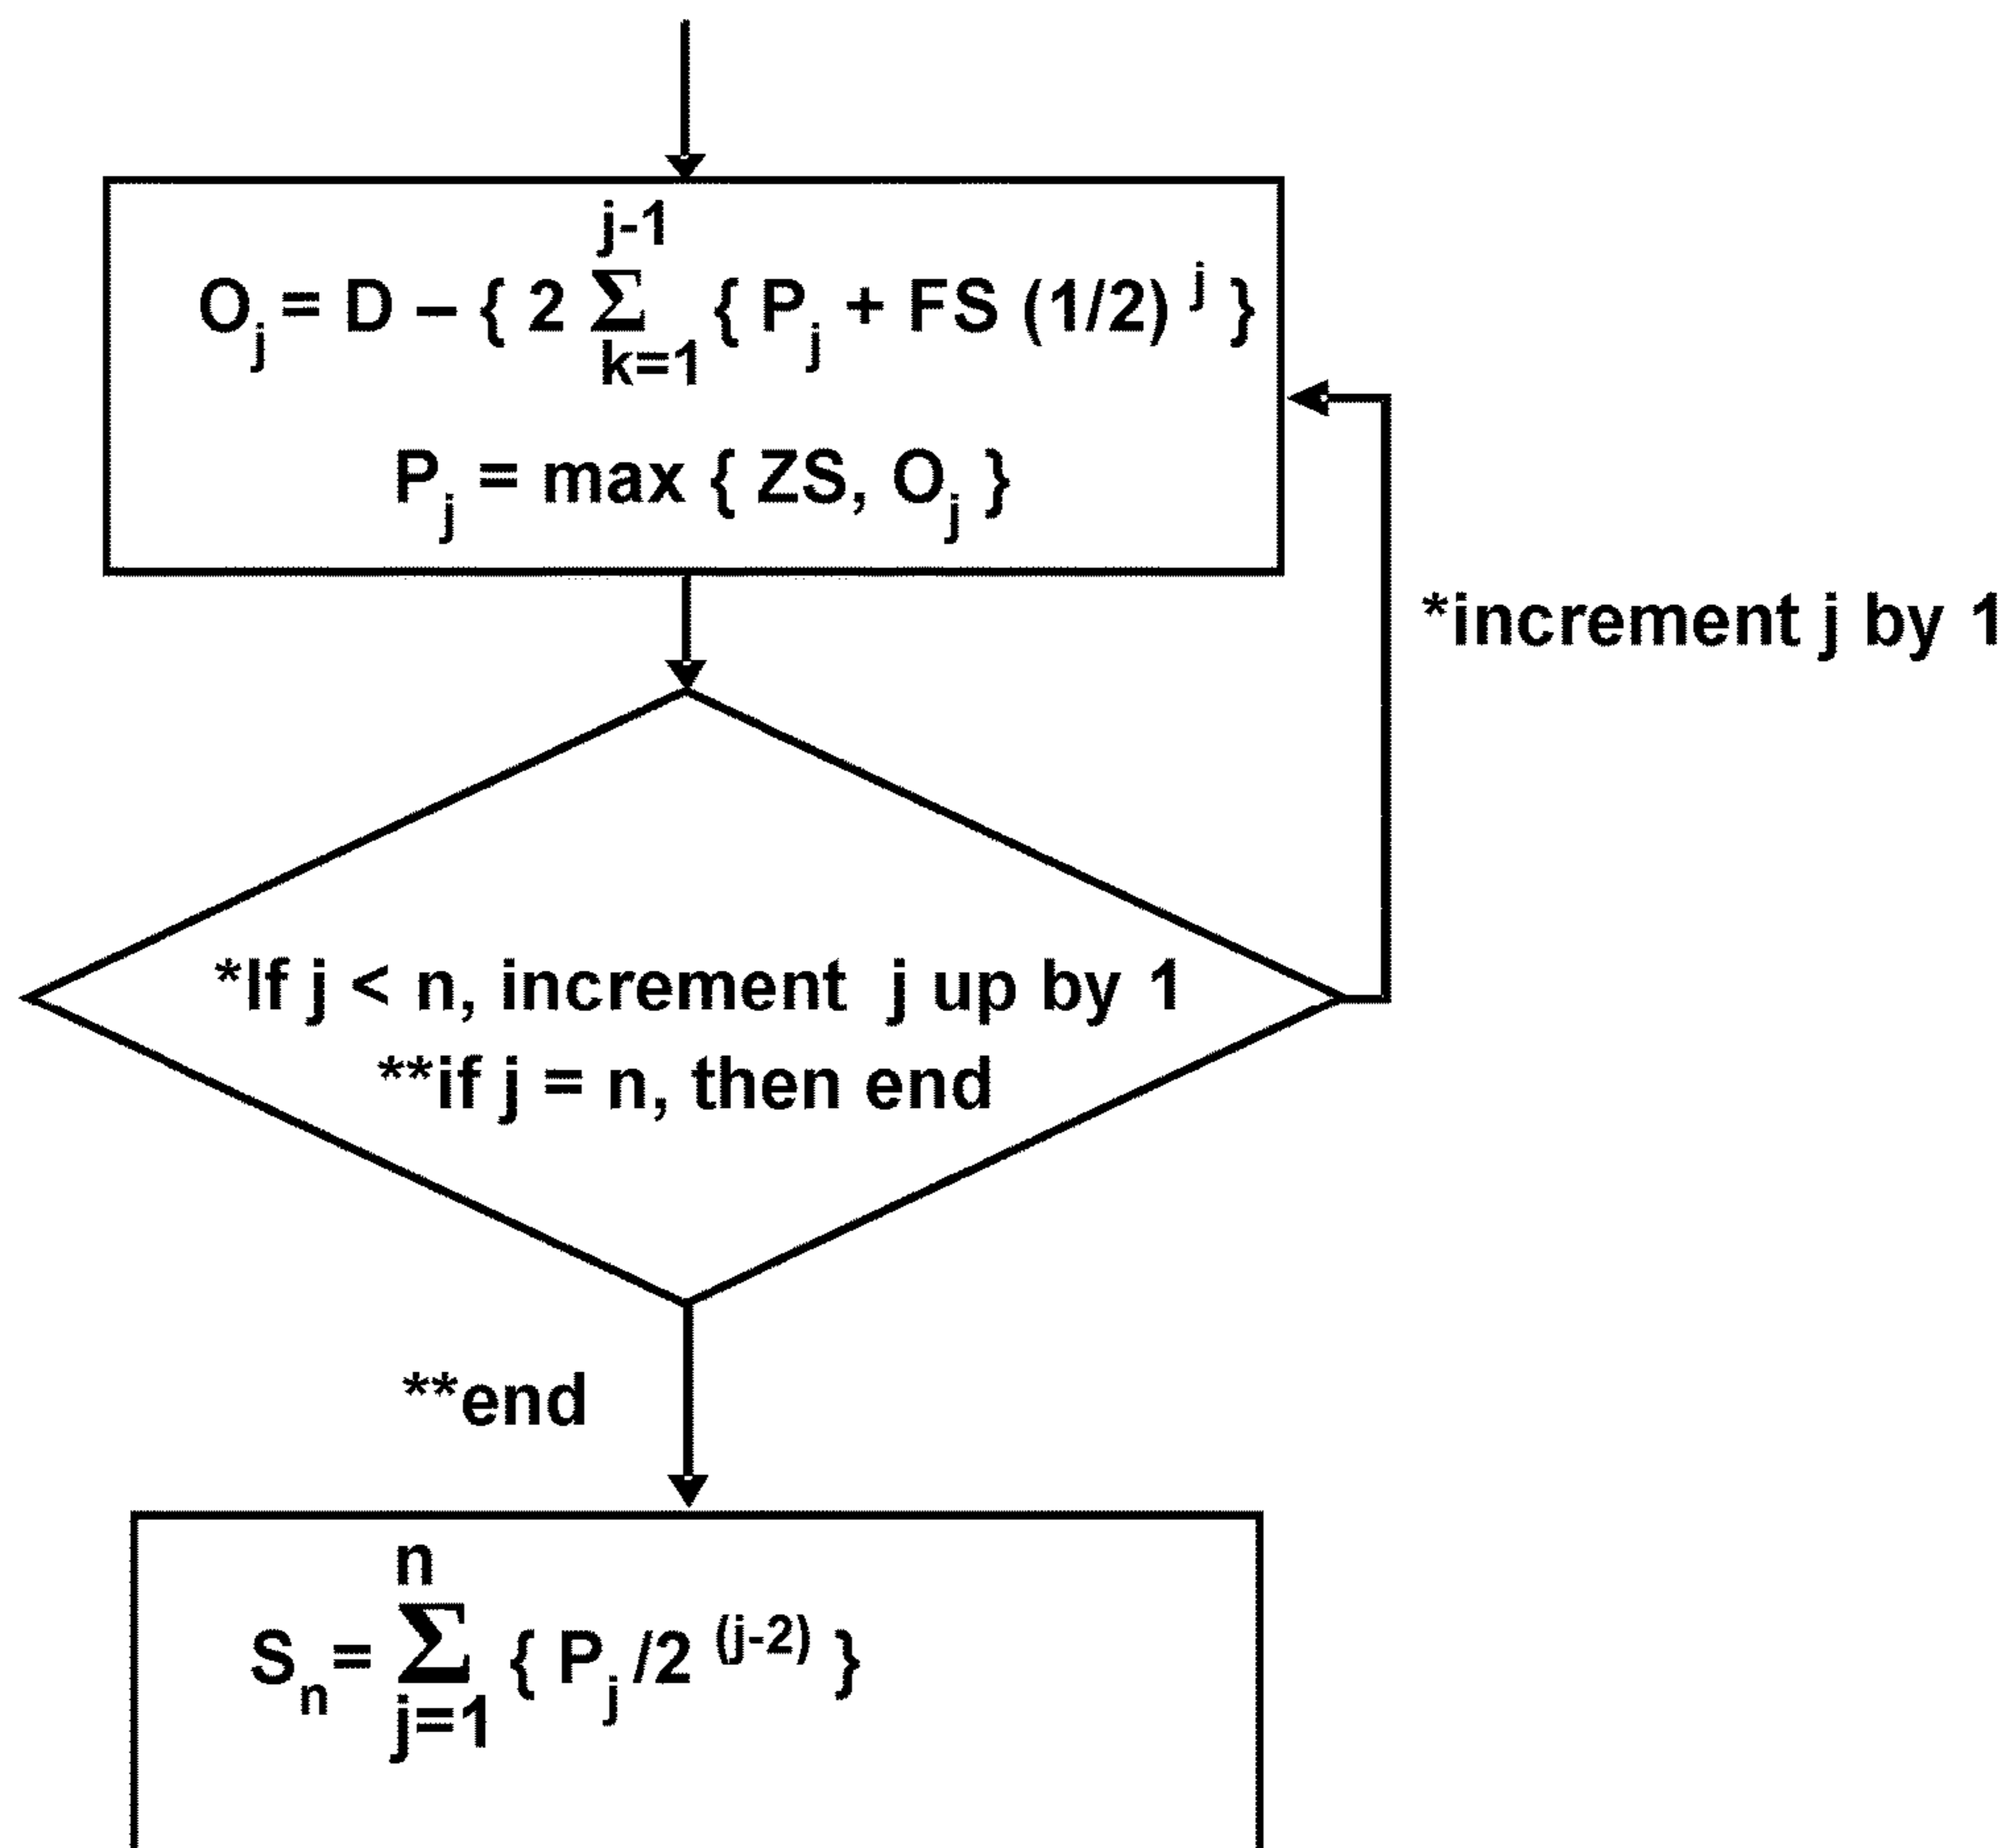 j-1
O_j = D – { 2 Σ { P_j + FS (1/2) ^j }
k=1
P_j = max { ZS, O_j }
*increment j by 1
*If j < n, increment j up by 1
**if j = n, then end
**end
n
S_n = Σ { P_j /2 ^(j-2) }
j=1